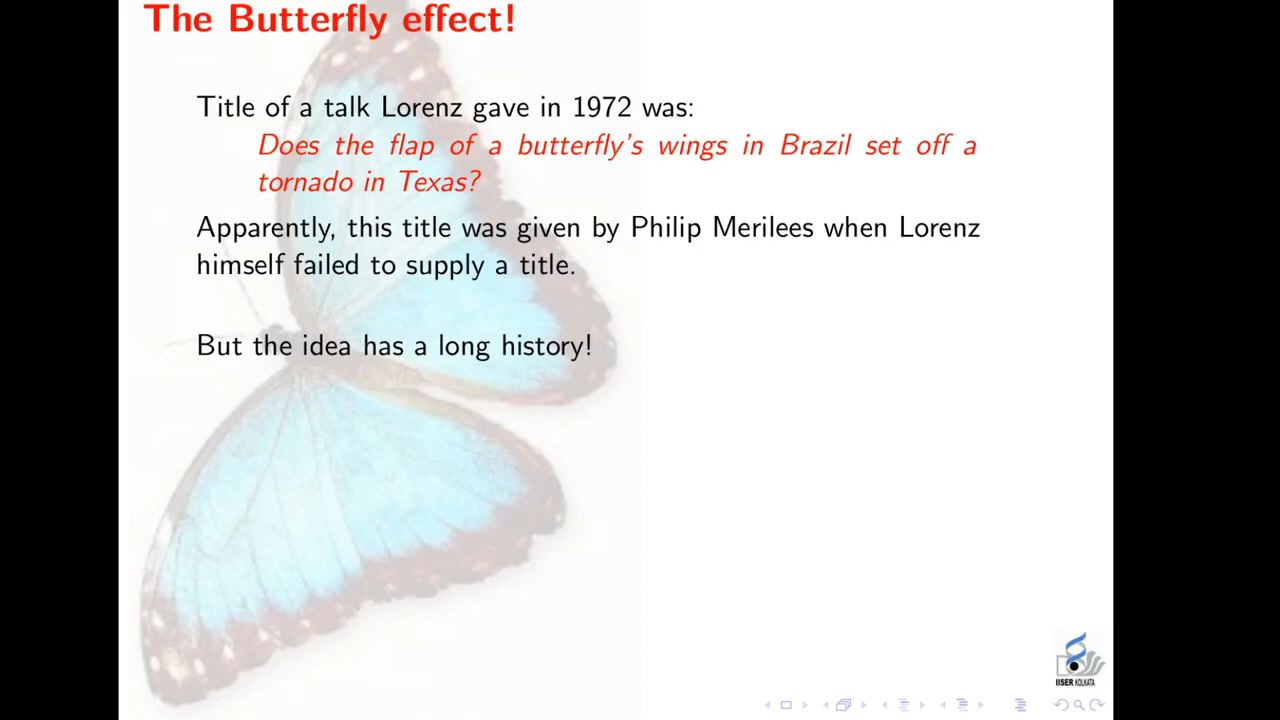 The Butterfly effect!
Title of a talk Lorenz gave in 1972 was:
Does the flap of a butterfly's wings in Brazil set off a
tornado in Texas?
Apparently, this title was given by Philip Merilees when Lorenz
himself failed to supply a title.
But the idea has a long history!
IISER KOLKATA